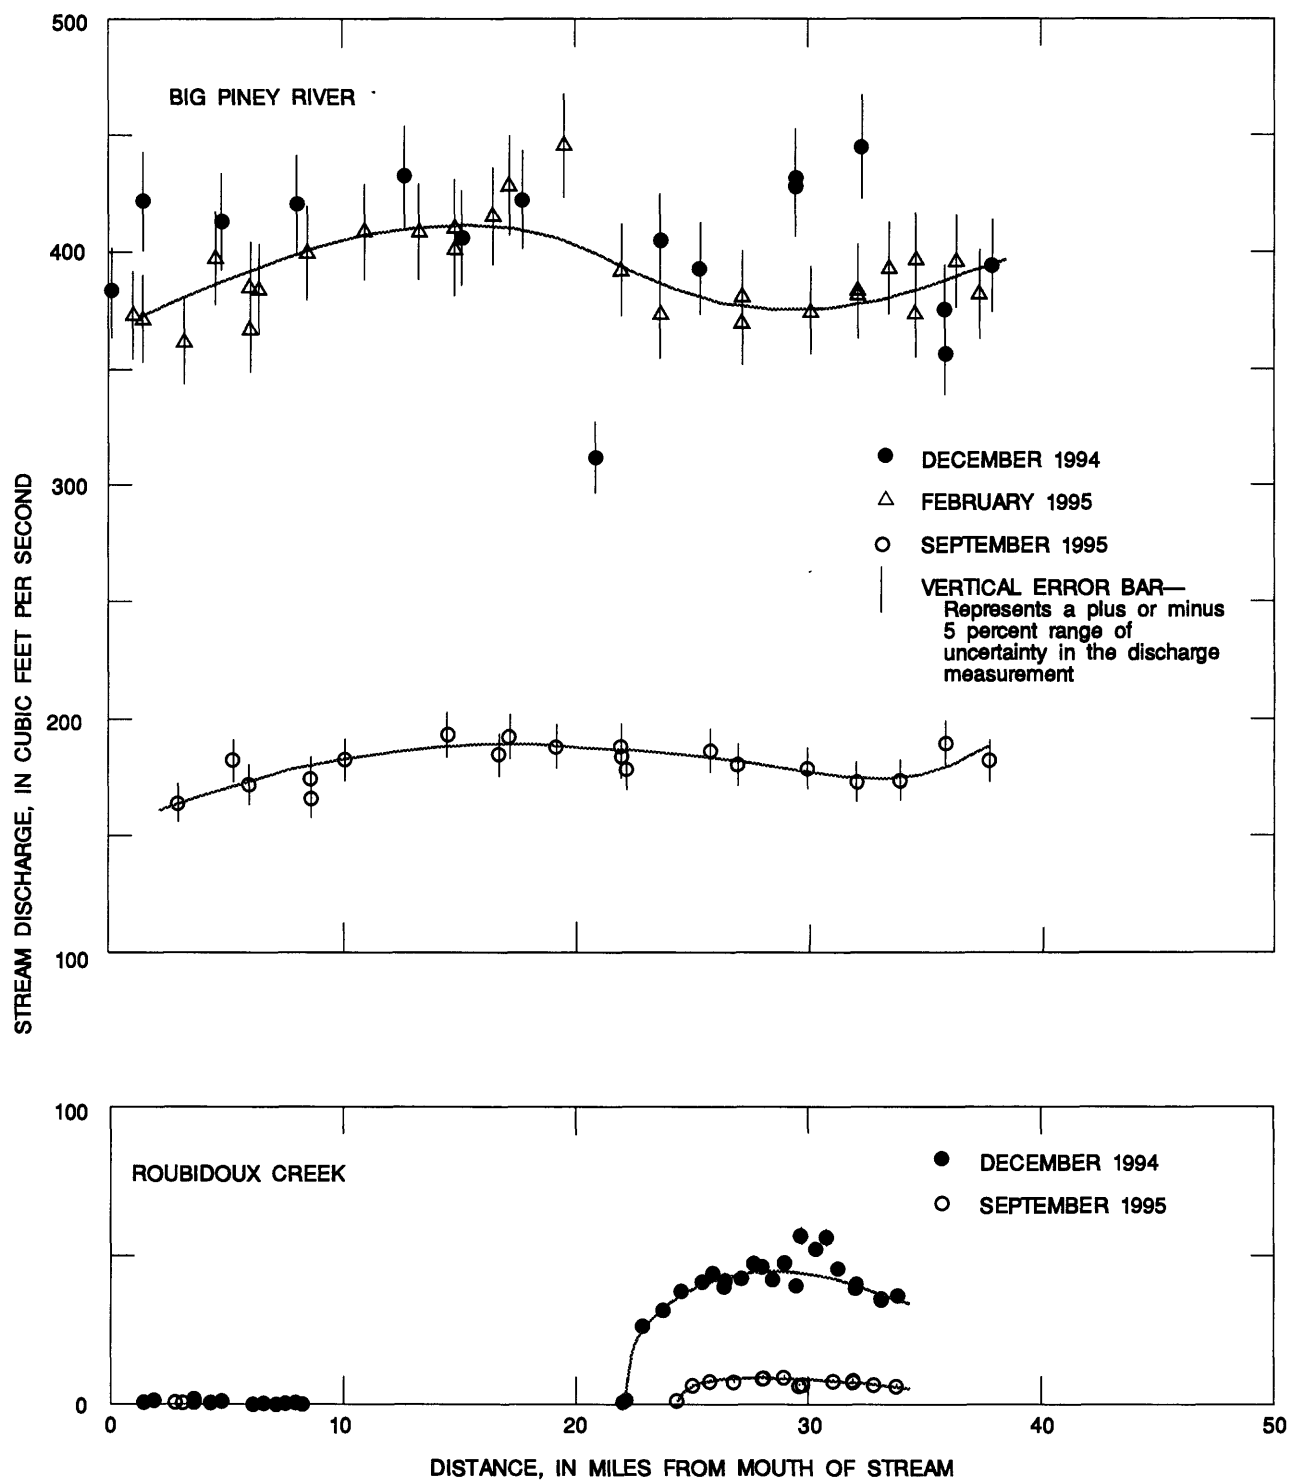 500
BIG PINEY RIVER
400
300
200
100
STREAM DISCHARGE, IN CUBIC FEET PER SECOND
DECEMBER 1994
FEBRUARY 1995
SEPTEMBER 1995
VERTICAL ERROR BAR—
Represents a plus or minus
5 percent range of
uncertainty in the discharge
measurement
100
ROUBIDOUX CREEK
DECEMBER 1994
SEPTEMBER 1995
0
0 10 20 30 40 50
DISTANCE, IN MILES FROM MOUTH OF STREAM